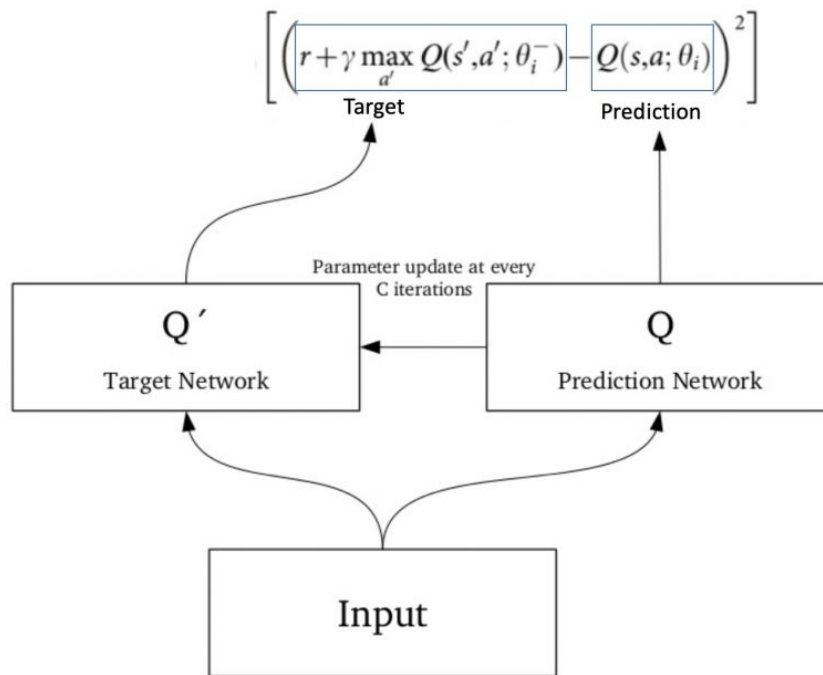 [(r + γ max_{a'} Q(s',a'; θ_i^-) − Q(s,a; θ_i))^2]
Target
Prediction
Parameter update at every
C iterations
Q´
Target Network
Q
Prediction Network
Input